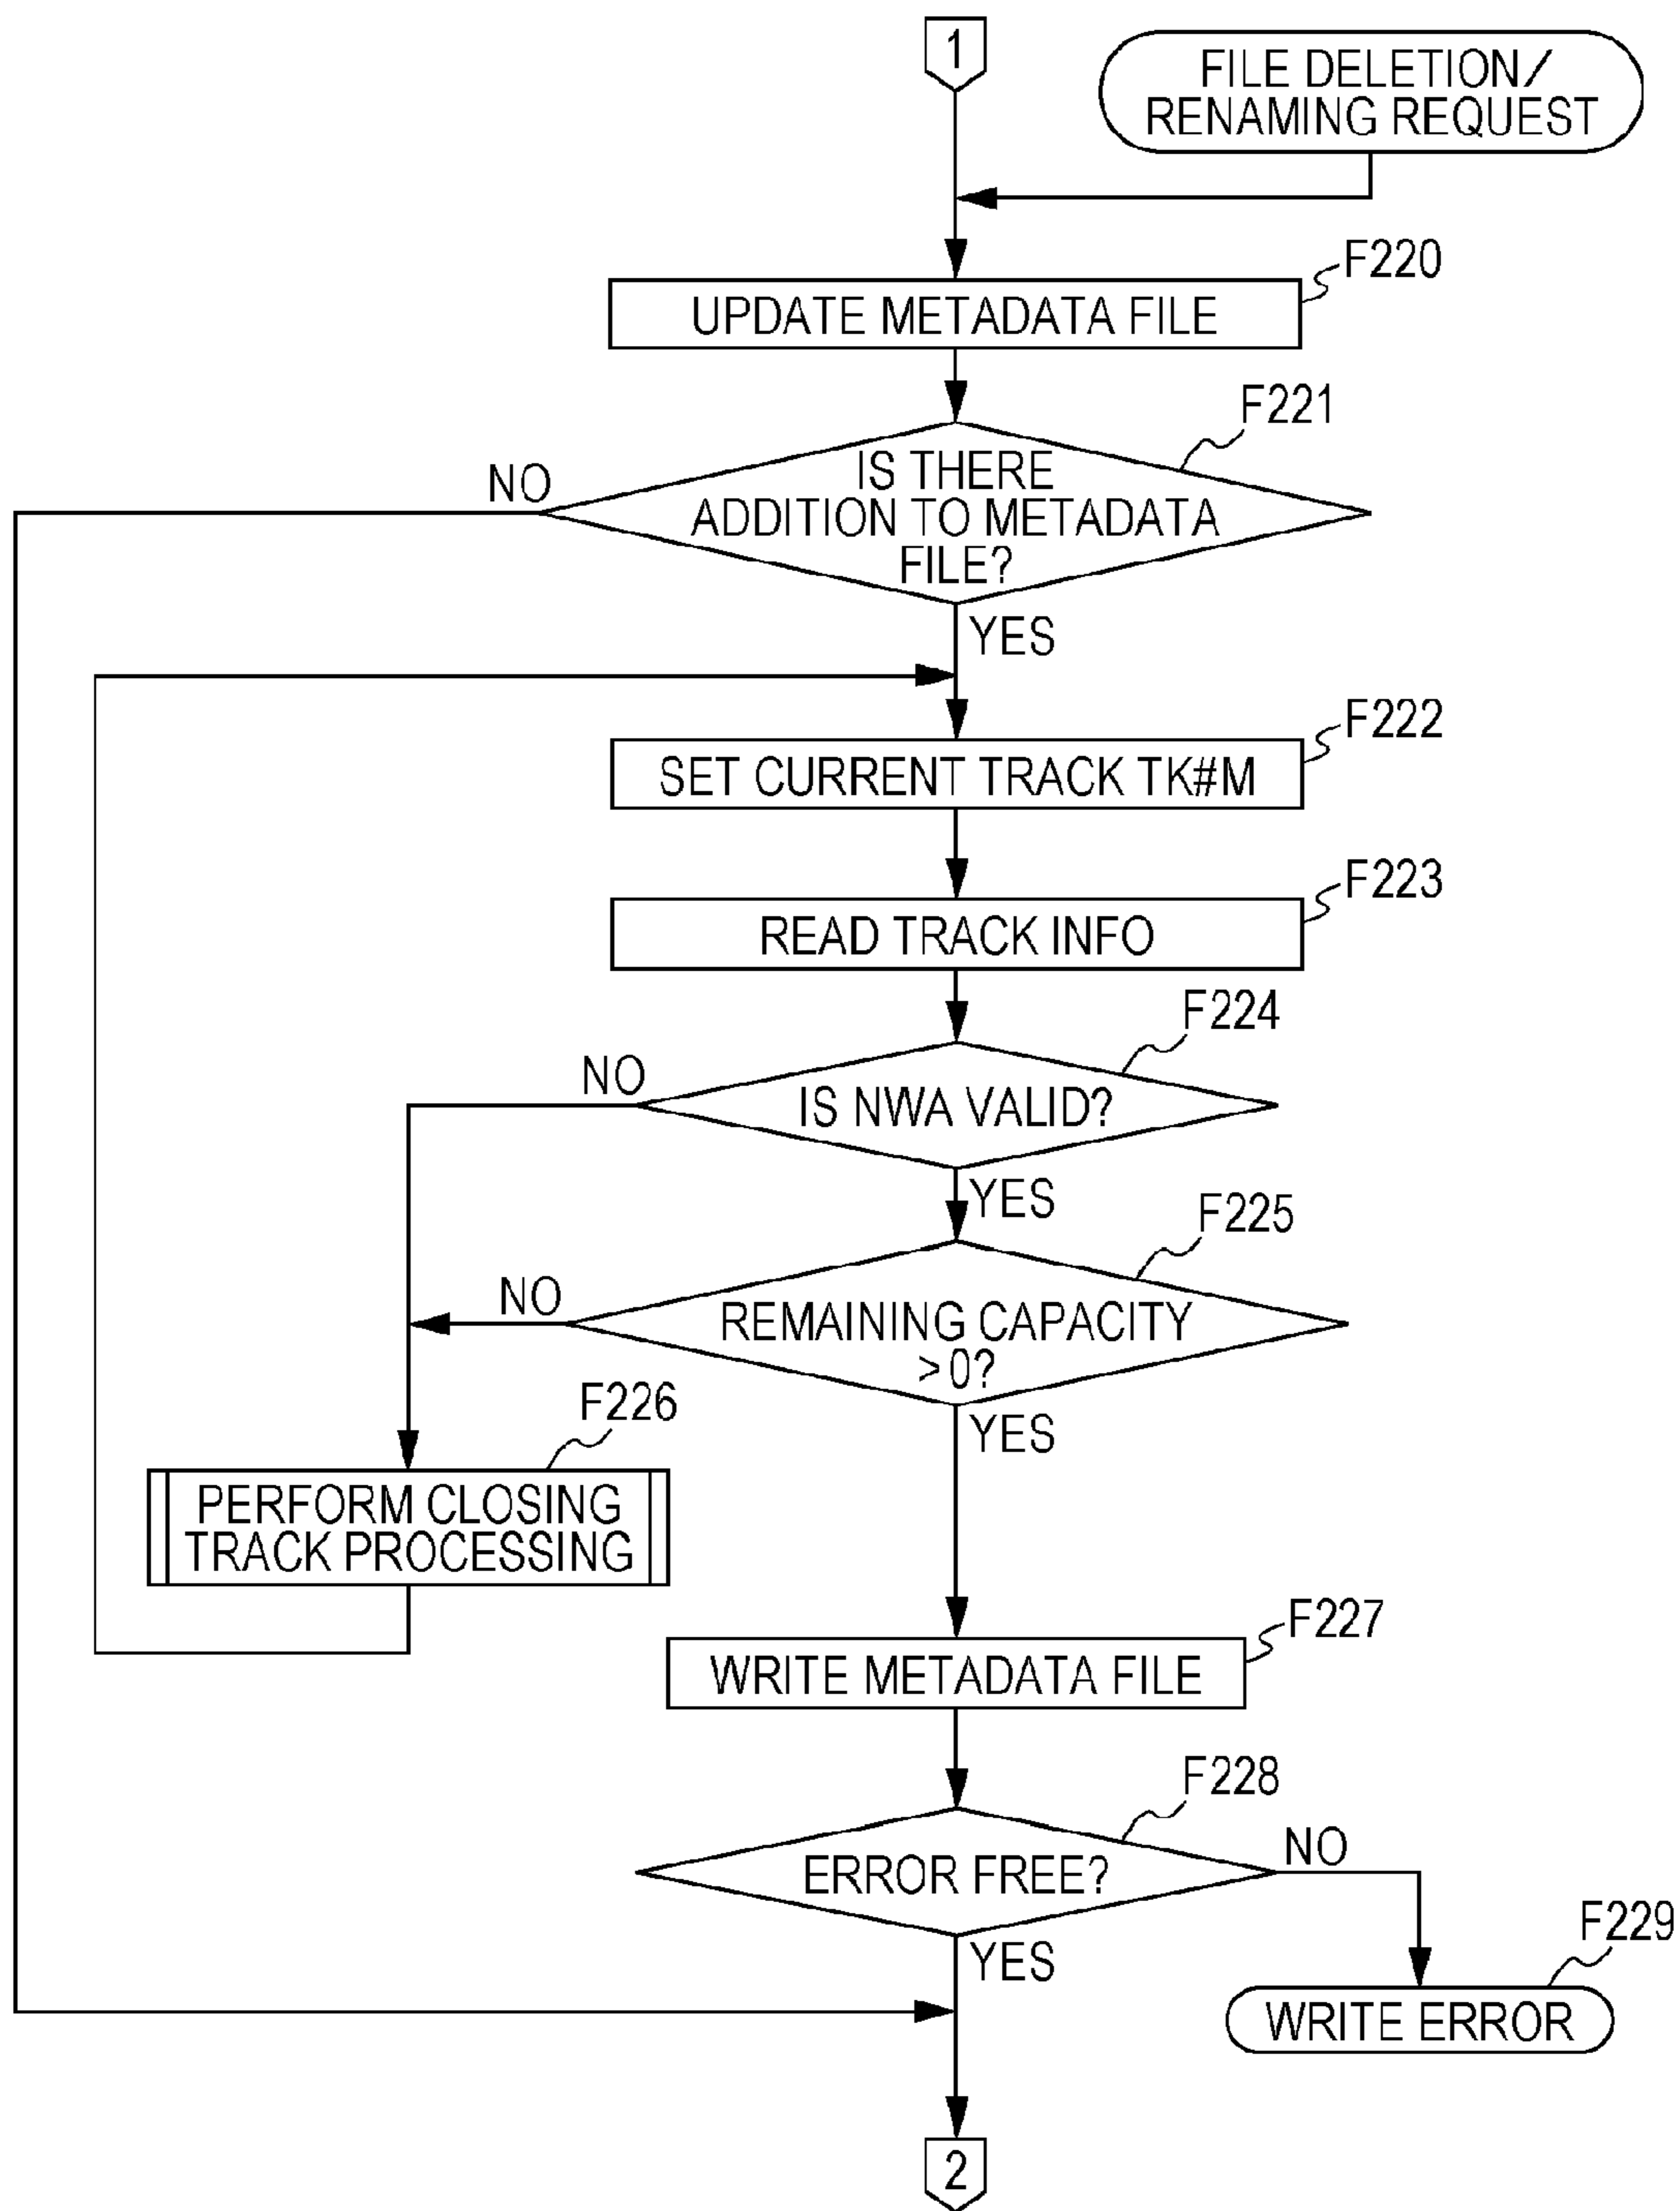 1
FILE DELETION/
RENAMING REQUEST
F220
UPDATE METADATA FILE
F221
NO
IS THERE
ADDITION TO METADATA
FILE?
YES
F222
SET CURRENT TRACK TK#M
F223
READ TRACK INFO
F224
NO
IS NWA VALID?
YES
F225
NO
REMAINING CAPACITY
>0?
F226
YES
PERFORM CLOSING
TRACK PROCESSING
F227
WRITE METADATA FILE
F228
NO
ERROR FREE?
F229
YES
WRITE ERROR
2